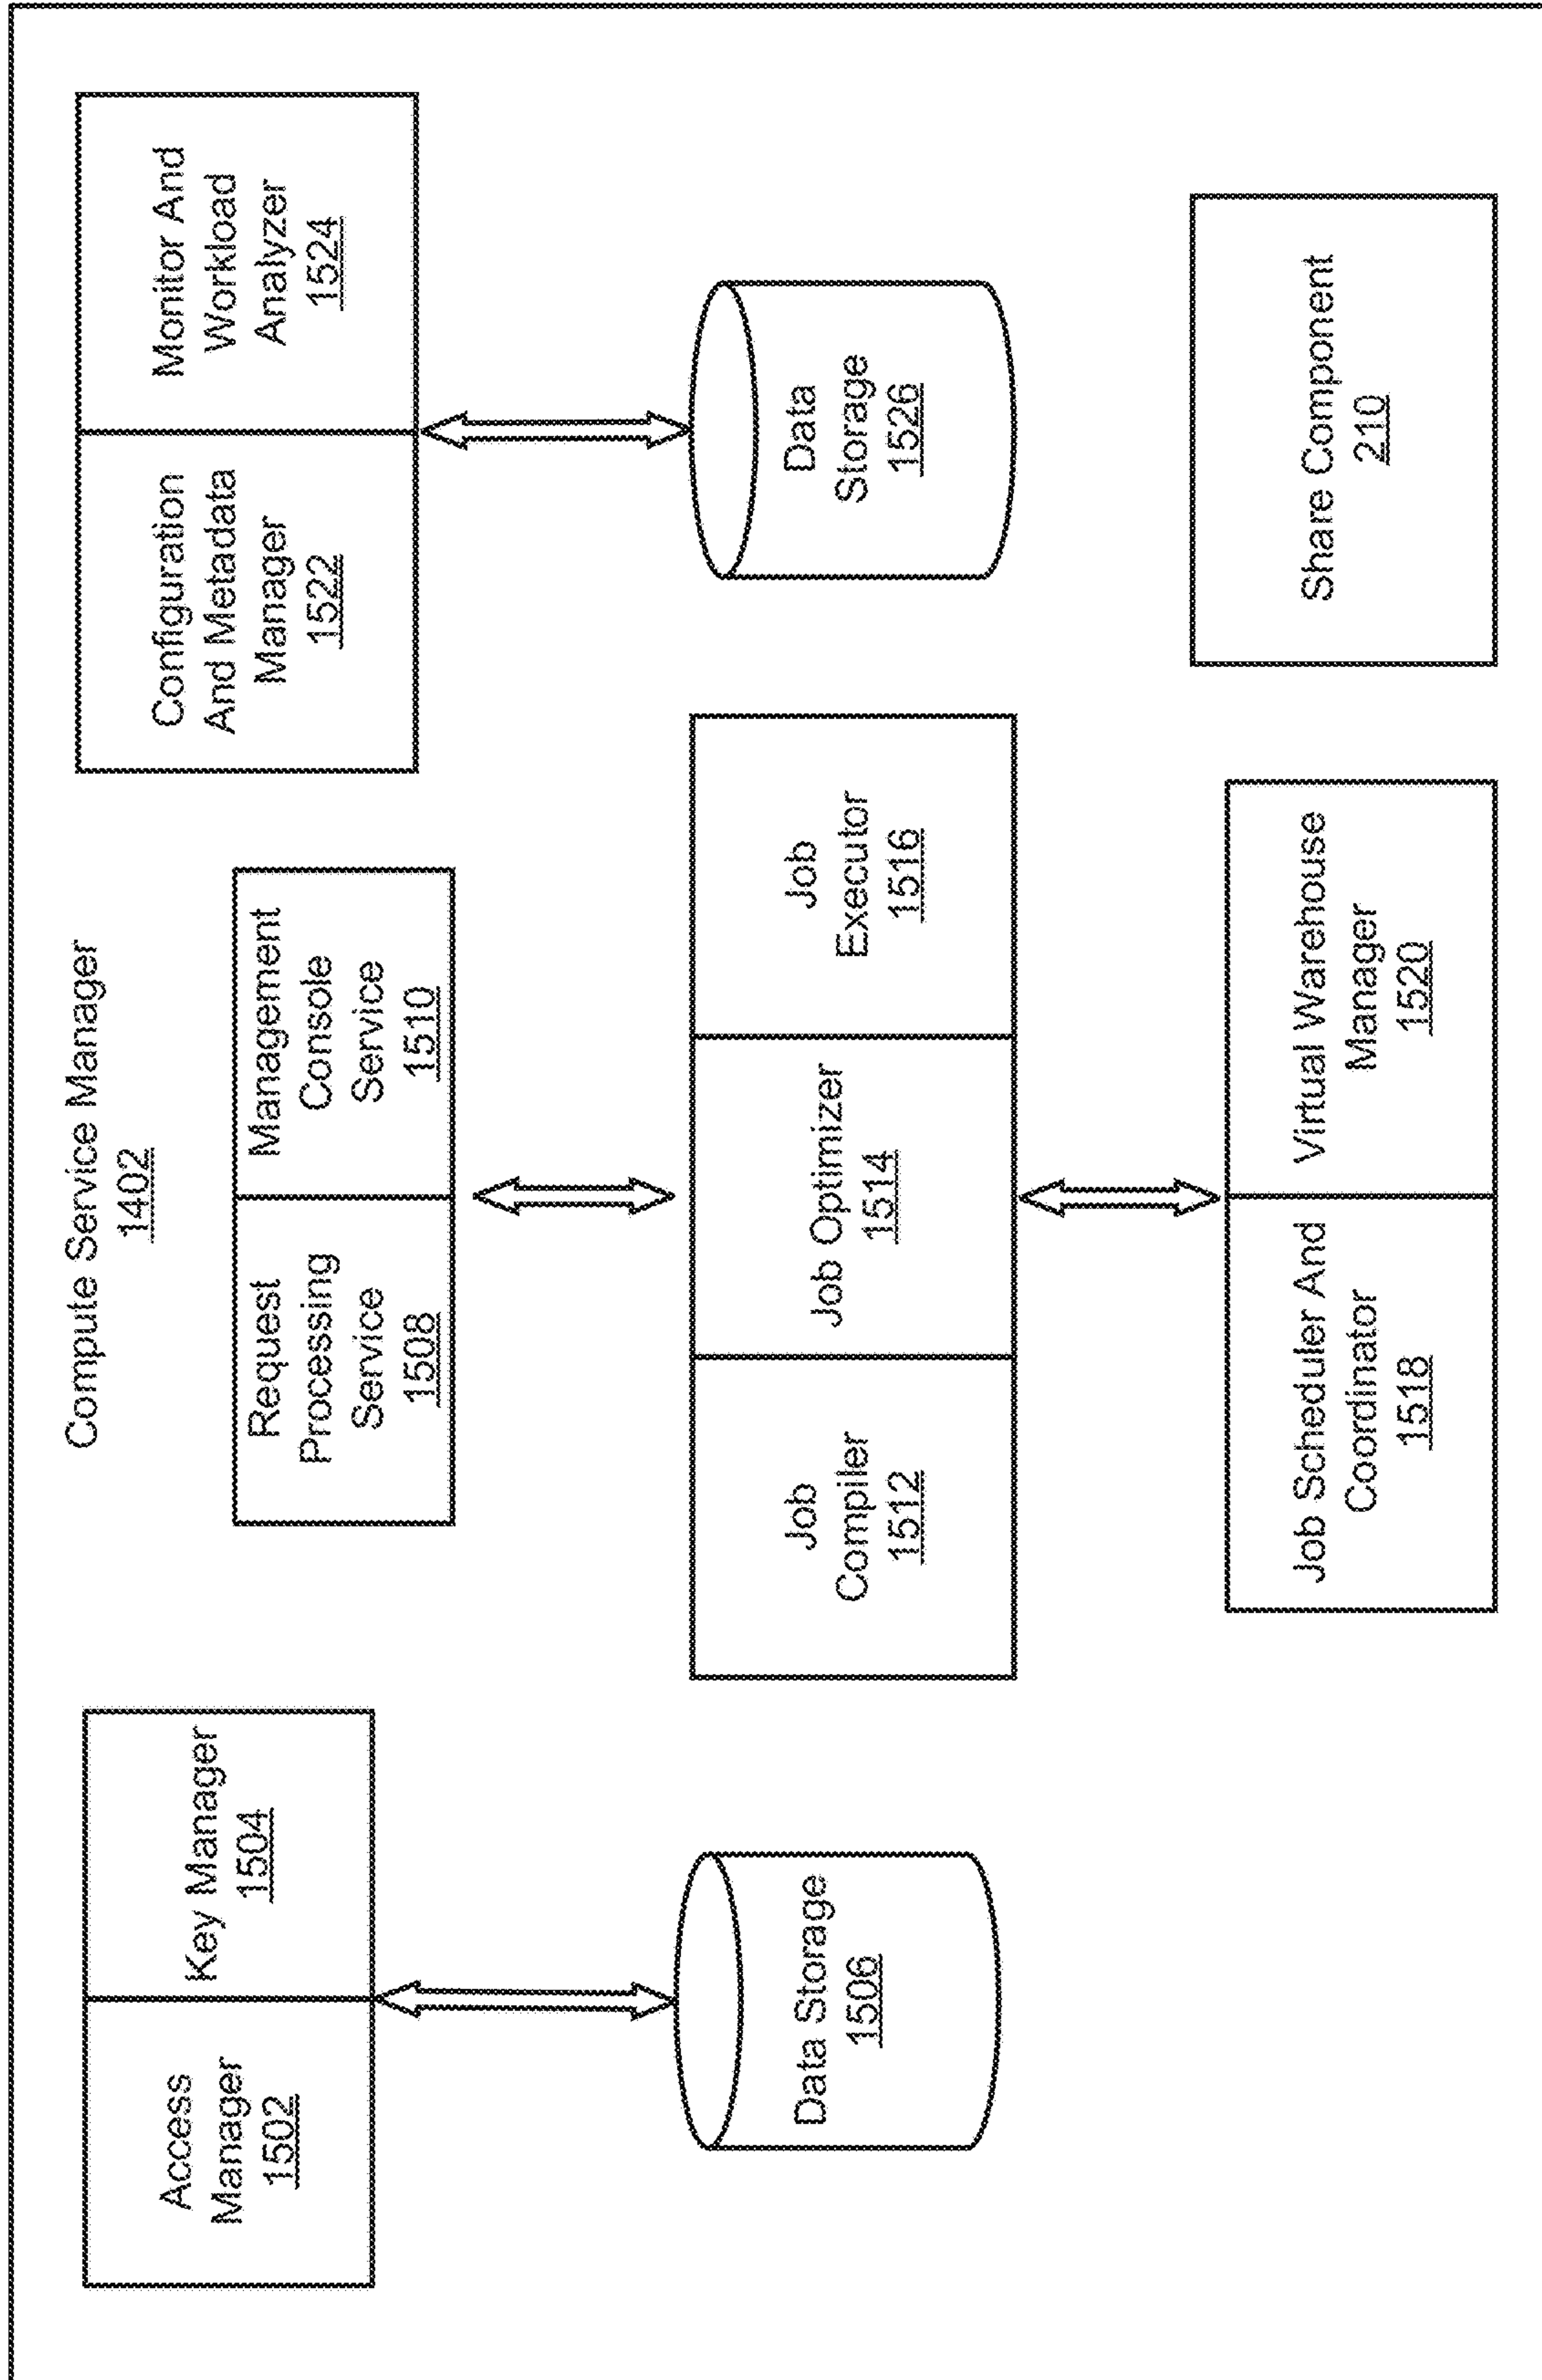 Compute Service Manager
1402
Access
Manager
1502
Key Manager
1504
Data Storage
1506
Request
Processing
Service
1508
Management
Console
Service
1510
Job
Compiler
1512
Job Optimizer
1514
Job
Executor
1516
Job Scheduler And
Coordinator
1518
Virtual Warehouse
Manager
1520
Configuration
And Metadata
Manager
1522
Monitor And
Workload
Analyzer
1524
Data
Storage
1526
Share Component
210